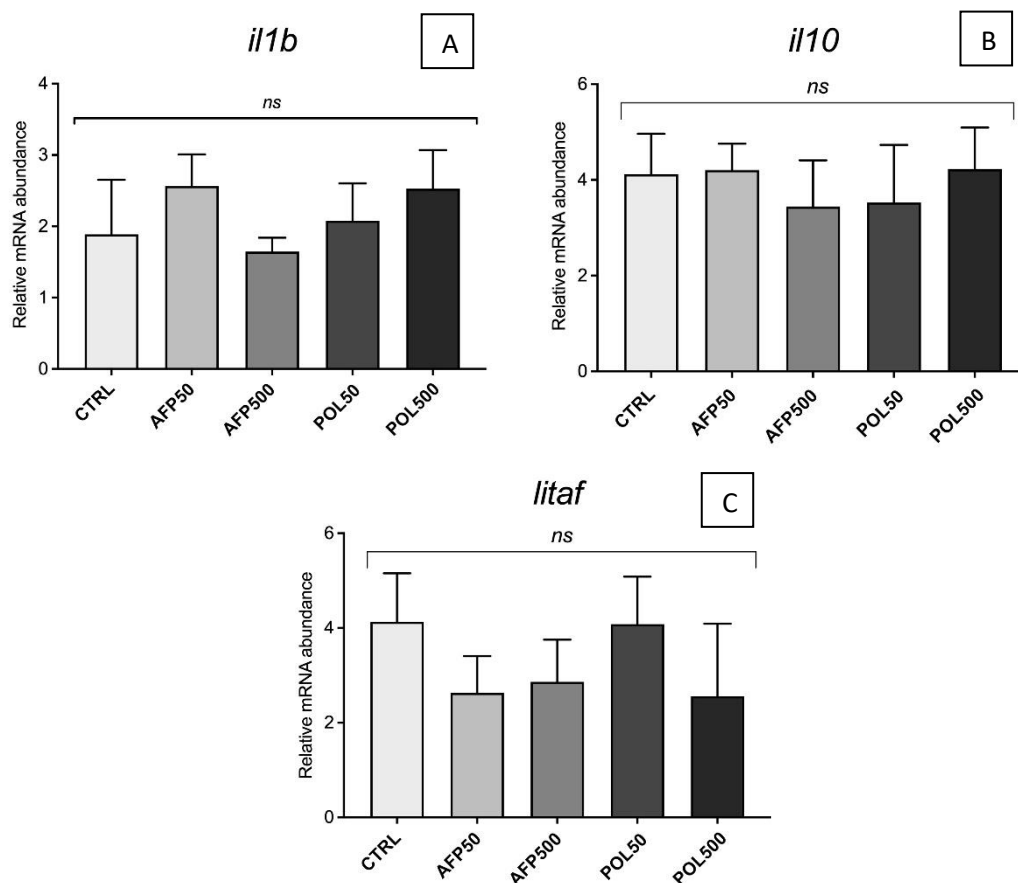 il1b
A
ns
Relative mRNA abundance
4
3
2
1
0
CTRL
AFP50
AFP500
POL50
POL500
il10
B
ns
Relative mRNA abundance
6
4
2
0
CTRL
AFP50
AFP500
POL50
POL500
litaf
C
ns
Relative mRNA abundance
6
4
2
0
CTRL
AFP50
AFP500
POL50
POL500